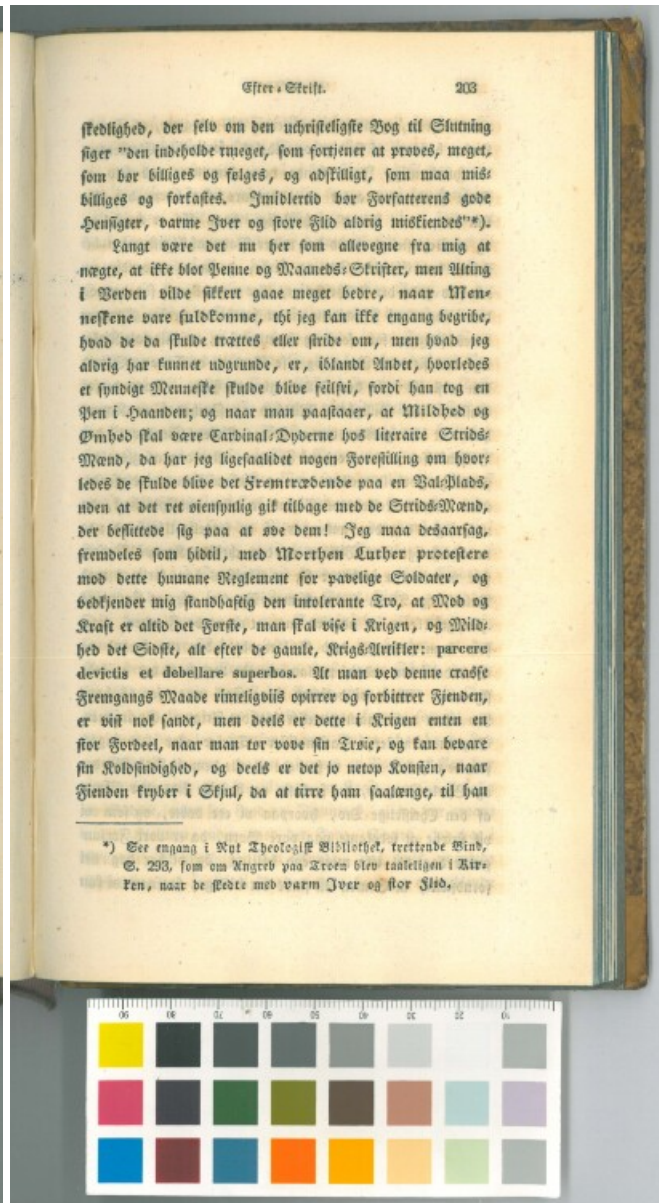 Efter-Skrift. 203
skedlighed, der selv om den uchristeligste Bog til Slutning
siger "den indeholde rmeget, som fortjener at prøves, meget,
som bør billiges og følges, og adskilligt, som maa mis-
billiges og forkastes. Imidlertid bør Forfatterens gode
Hensigter, varme Iver og store Flid aldrig miskiendes"*).
Langt være det nu her som allevegne fra mig at
nægte, at ikke blot Penne og Maaneds-Skrifter, men Alting
i Verden vilde sikkert gaae meget bedre, naar Men-
neskene vare fuldkomne, thi jeg kan ikke engang begribe,
hvad de da skulde trættes eller stride om, men hvad jeg
aldrig har kunnet udgrunde, er, iblandt Andet, hvorledes
et syndigt Menneske skulde blive feilfri, fordi han tog en
Pen i Haanden; og naar man paastaaer, at Mildhed og
Ømhed skal være Cardinal-Dyderne hos literaire Strids-
Mænd, da har jeg ligesaalidet nogen Forestilling om hvor-
ledes de skulde blive det Fremtrædende paa en Val-Plads,
uden at det ret øiensynlig gik tilbage med de Strids-Mænd,
der beflittede sig paa at øve dem! Jeg maa desaarsag,
fremdeles som hidtil, med Morthen Luther protestere
mod dette humane Reglement for pavelige Soldater, og
vedkjender mig standhaftig den intolerante Tro, at Mod og
Kraft er altid det Første, man skal vise i Krigen, og Mild-
hed det Sidste, alt efter de gamle, Krigs-Artikler: parcere
devictis et debellare superbos. At man ved denne crasse
Fremgangs Maade rimeligviis opirrer og forbittrer Fjenden,
er vist nok sandt, men deels er dette i Krigen enten en
stor Fordeel, naar man tør vove sin Trøie, og kan bevare
sin Koldsindighed, og deels er det jo netop Konsten, naar
Fienden kryber i Skjul, da at tirre ham saalænge, til han
*) See engang i Nyt Theologisk Bibliothek, trettende Bind,
S. 293, som om Angreb paa Troen blev taaleligen i Kir-
ken, naar de skedte med varm Iver og stor Flid.
90 80 70 60 50 40 30 20 10